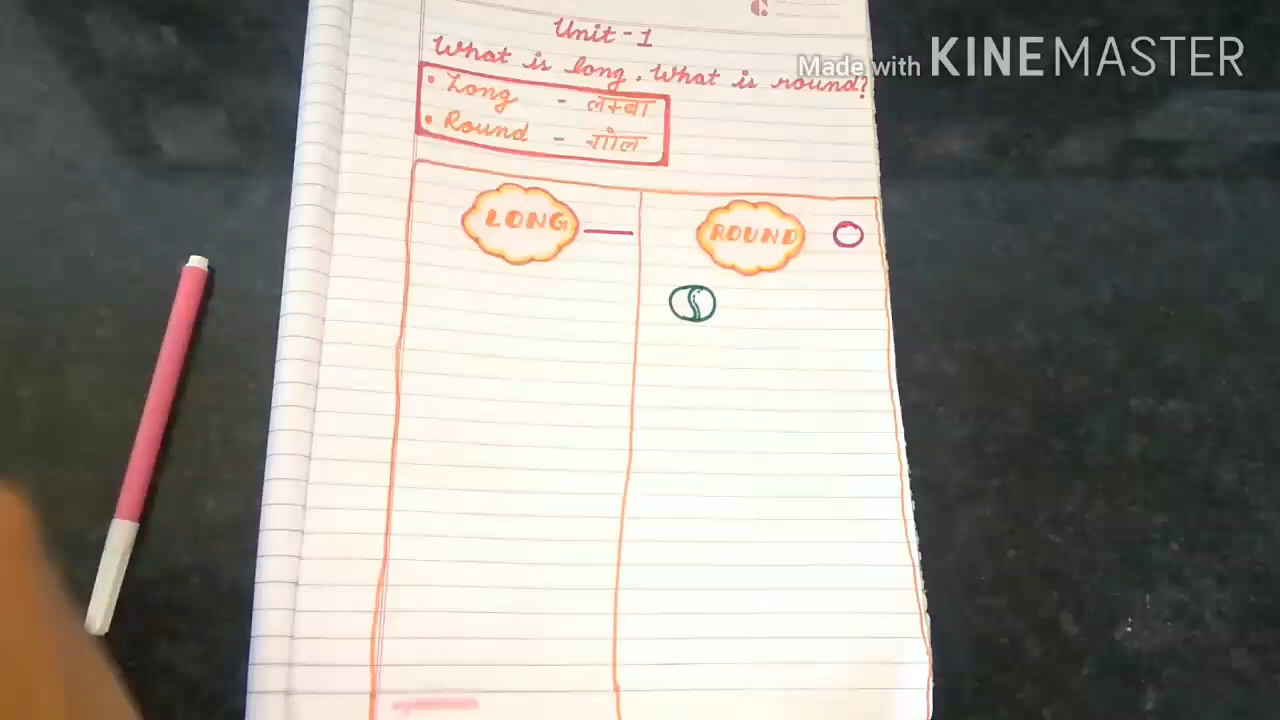 Unit - 1
What is long. What is round?
• Long - लम्बा
• Round - गोल
LONG
ROUND
Made with KINEMASTER